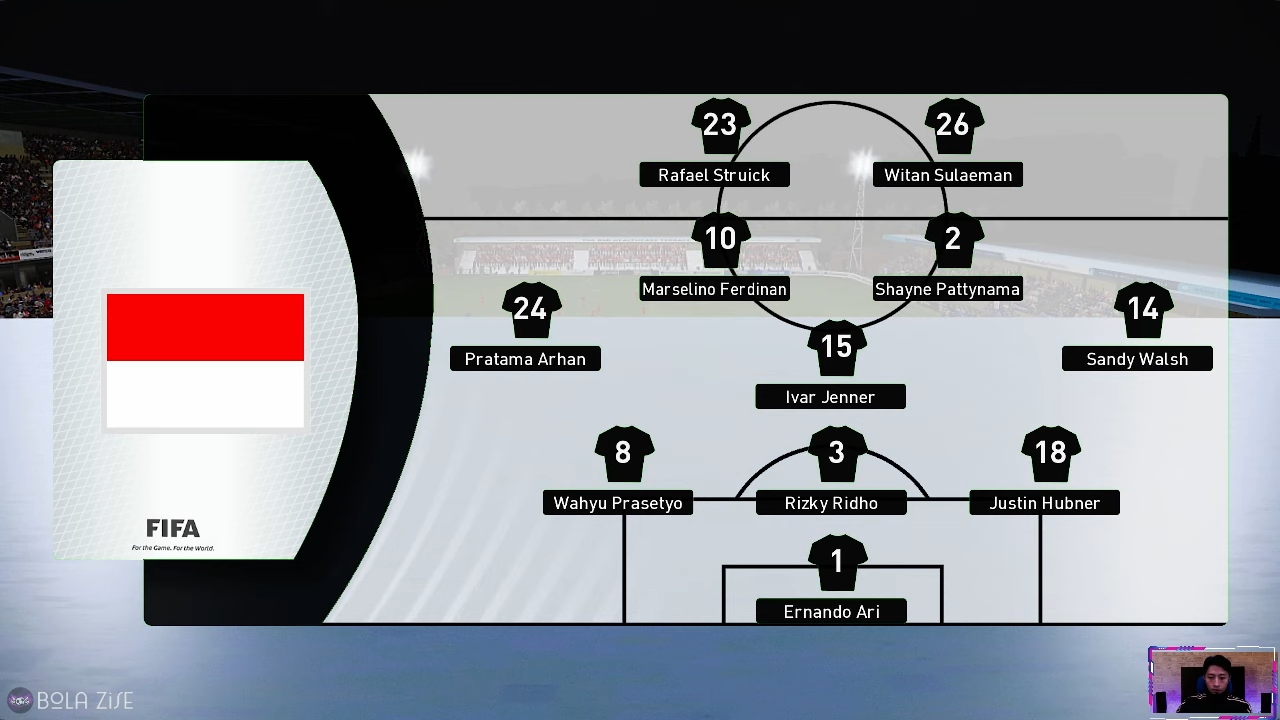 23
26
Rafael Struick
Witan Sulaeman
10
2
Marselino Ferdinan
Shayne Pattynama
24
14
Pratama Arhan
Sandy Walsh
15
Ivar Jenner
8
3
18
Wahyu Prasetyo
Rizky Ridho
Justin Hubner
1
Ernando Ari
FIFA
For the Game. For the World.
BOLA ZISE